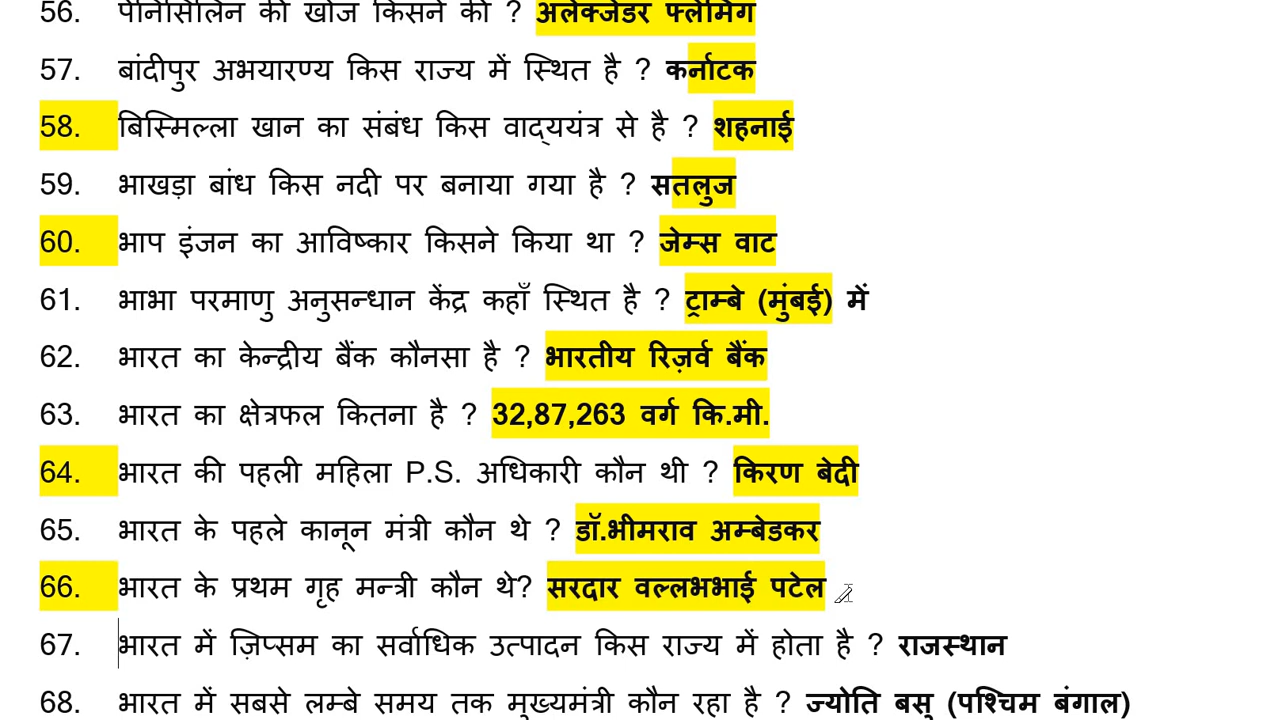 56. पेनिसिलिन की खोज किसने की ? अलेक्जेंडर फ्लेमिंग
57. बांदीपुर अभयारण्य किस राज्य में स्थित है ? कर्नाटक
58. बिस्मिल्ला खान का संबंध किस वाद्ययंत्र से है ? शहनाई
59. भाखड़ा बांध किस नदी पर बनाया गया है ? सतलुज
60. भाप इंजन का आविष्कार किसने किया था ? जेम्स वाट
61. भाभा परमाणु अनुसन्धान केंद्र कहाँ स्थित है ? ट्राम्बे (मुंबई) में
62. भारत का केन्द्रीय बैंक कौनसा है ? भारतीय रिज़र्व बैंक
63. भारत का क्षेत्रफल कितना है ? 32,87,263 वर्ग कि.मी.
64. भारत की पहली महिला P.S. अधिकारी कौन थी ? किरण बेदी
65. भारत के पहले कानून मंत्री कौन थे ? डॉ.भीमराव अम्बेडकर
66. भारत के प्रथम गृह मन्त्री कौन थे? सरदार वल्लभभाई पटेल
67. भारत में ज़िप्सम का सर्वाधिक उत्पादन किस राज्य में होता है ? राजस्थान
68. भारत में सबसे लम्बे समय तक मुख्यमंत्री कौन रहा है ? ज्योति बसु (पश्चिम बंगाल)